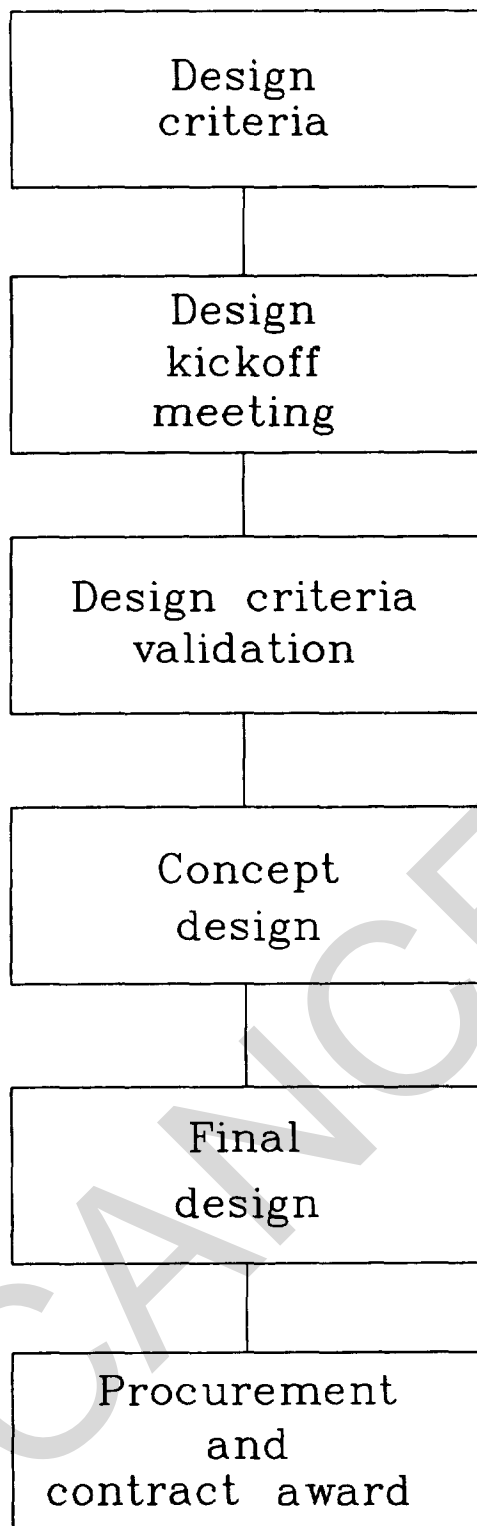 Design
criteria
Design
kickoff
meeting
Design criteria
validation
Concept
design
Final
design
Procurement
and
contract award